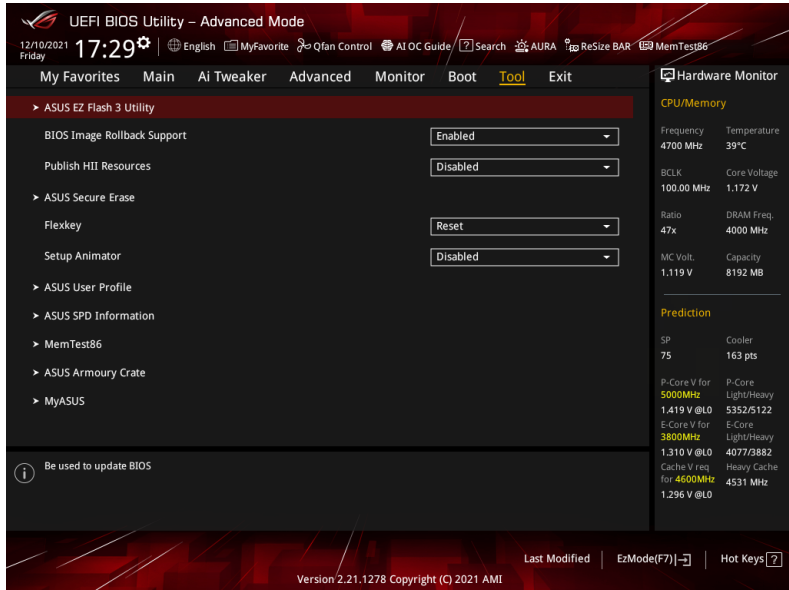 UEFI BIOS Utility – Advanced Mode
12/10/2021
Friday
17:29
English
MyFavorite
Qfan Control
AI OC Guide
? Search
AURA
ReSize BAR
MemTest86
My Favorites
Main
Ai Tweaker
Advanced
Monitor
Boot
Tool
Exit
> ASUS EZ Flash 3 Utility
BIOS Image Rollback Support Enabled
Publish HII Resources Disabled
> ASUS Secure Erase
Flexkey Reset
Setup Animator Disabled
> ASUS User Profile
> ASUS SPD Information
> MemTest86
> ASUS Armoury Crate
> MyASUS
i Be used to update BIOS
Hardware Monitor
CPU/Memory
Frequency Temperature
4700 MHz 39°C
BCLK Core Voltage
100.00 MHz 1.172 V
Ratio DRAM Freq.
47x 4000 MHz
MC Volt. Capacity
1.119 V 8192 MB
Prediction
SP Cooler
75 163 pts
P-Core V for P-Core
5000MHz Light/Heavy
1.419 V @L0 5352/5122
E-Core V for E-Core
3800MHz Light/Heavy
1.310 V @L0 4077/3882
Cache V req Heavy Cache
for 4600MHz 4531 MHz
1.296 V @L0
Last Modified
EzMode(F7)
Hot Keys ?
Version 2.21.1278 Copyright (C) 2021 AMI